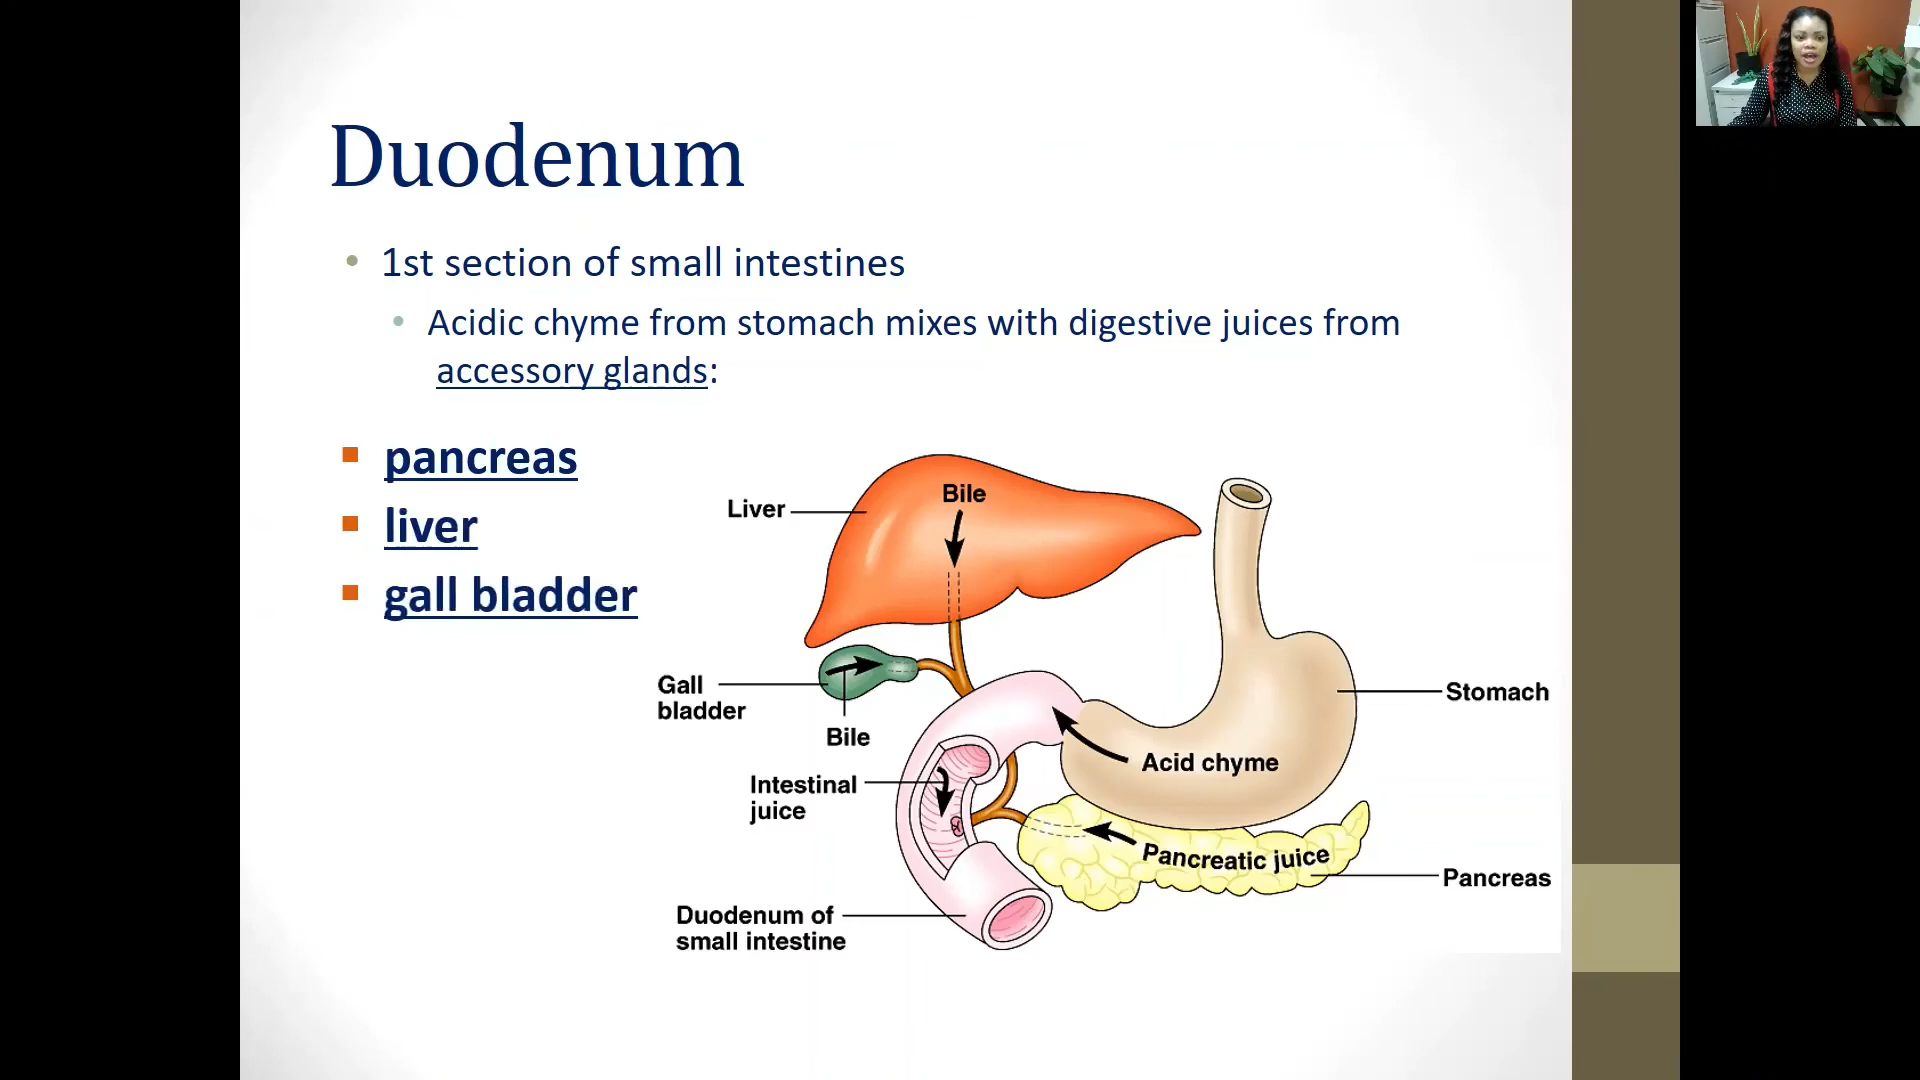 Duodenum
• 1st section of small intestines
• Acidic chyme from stomach mixes with digestive juices from
accessory glands:
▪ pancreas
▪ liver
▪ gall bladder
Liver
Bile
Gall
bladder
Bile
Stomach
Acid chyme
Intestinal
juice
Pancreatic juice
Pancreas
Duodenum of
small intestine